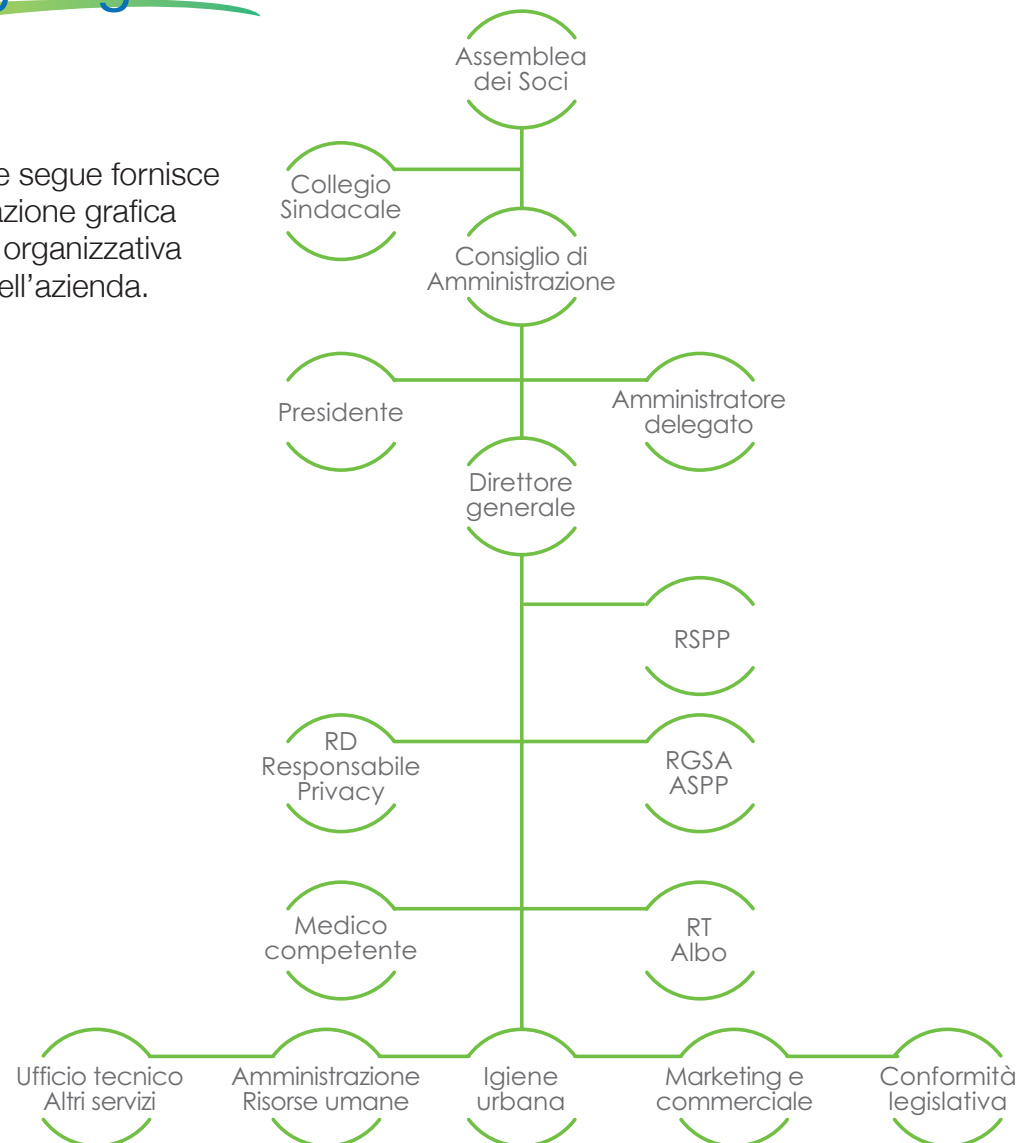 Assemblea
dei Soci
e segue fornisce
azione grafica
organizzativa
ell'azienda.
Collegio
Sindacale
Consiglio di
Amministrazione
Presidente
Amministratore
delegato
Direttore
generale
RSPP
RD
Responsabile
Privacy
RGSA
ASPP
Medico
competente
RT
Albo
Ufficio tecnico
Altri servizi
Amministrazione
Risorse umane
Igiene
urbana
Marketing e
commerciale
Conformità
legislativa